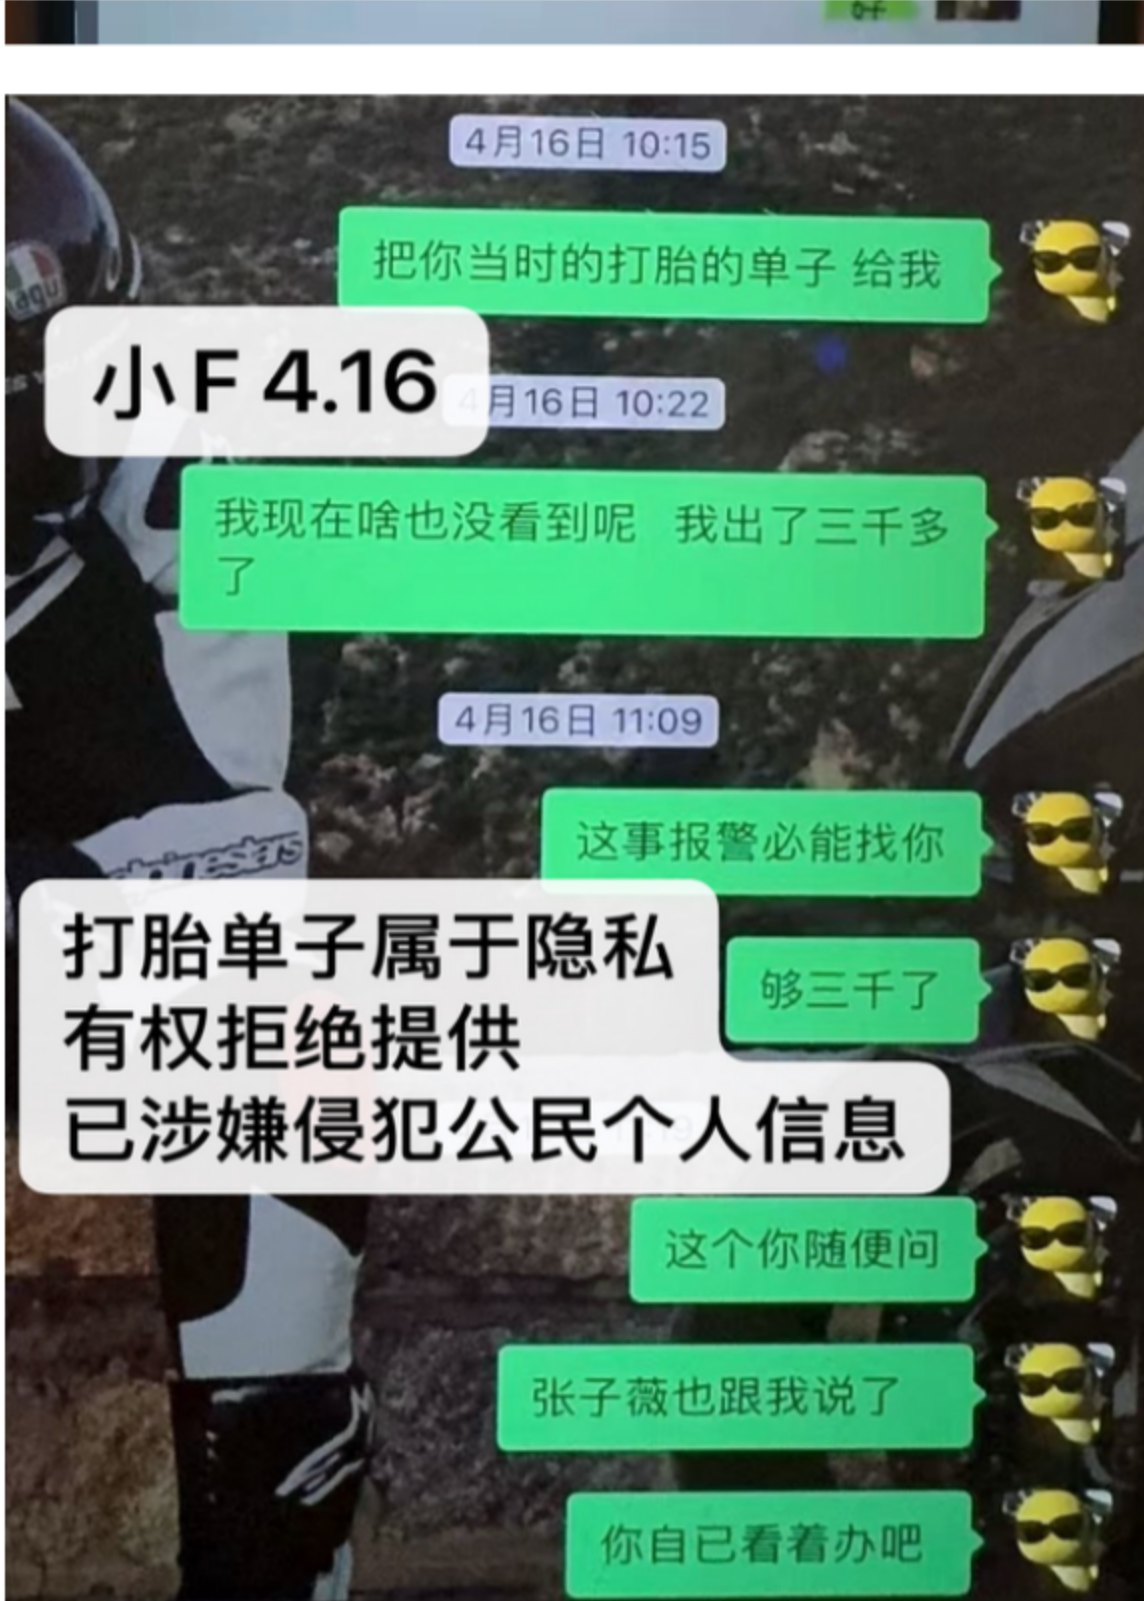 好
4月16日 10:15
把你当时的打胎的单子 给我
小F 4.16
月16日 10:22
我现在啥也没看到呢 我出了三千多
了
4月16日 11:09
这事报警必能找你
打胎单子属于隐私
有权拒绝提供
已涉嫌侵犯公民个人信息
够三千了
这个你随便问
张子薇也跟我说了
你自已看着办吧